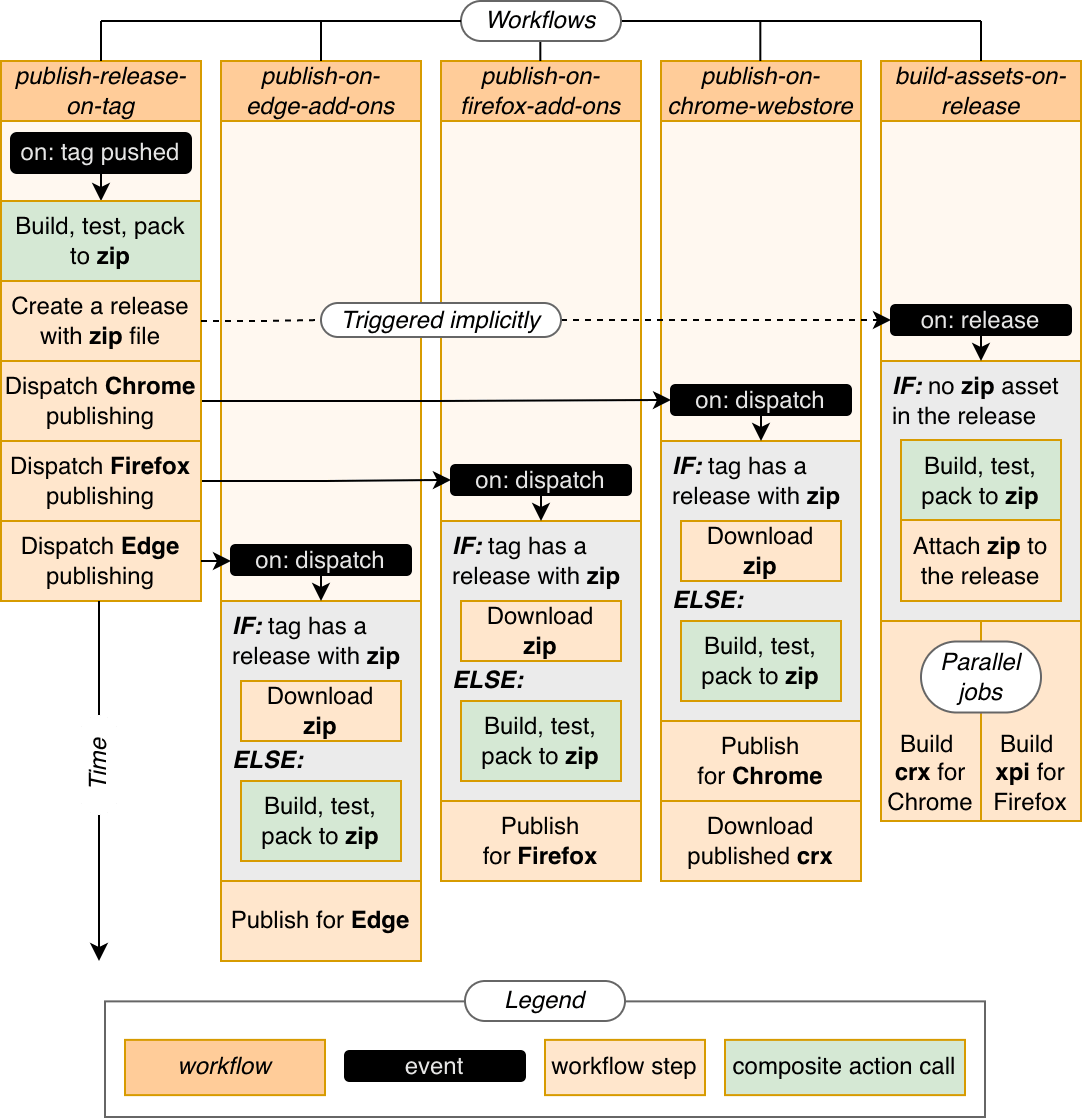 Workflows
publish-release-
on-tag
on: tag pushed
Build, test, pack
to zip
Create a release
with zip file
Dispatch Chrome
publishing
Dispatch Firefox
publishing
Dispatch Edge
publishing
Time
publish-on-
edge-add-ons
on: dispatch
IF: tag has a
release with zip
Download
zip
ELSE:
Build, test,
pack to zip
Publish for Edge
publish-on-
firefox-add-ons
Triggered implicitly
on: dispatch
IF: tag has a
release with zip
Download
zip
ELSE:
Build, test,
pack to zip
Publish
for Firefox
publish-on-
chrome-webstore
on: dispatch
IF: tag has a
release with zip
Download
zip
ELSE:
Build, test,
pack to zip
Publish
for Chrome
Download
published crx
build-assets-on-
release
on: release
IF: no zip asset
in the release
Build, test,
pack to zip
Attach zip to
the release
Parallel
jobs
Build
crx for
Chrome
Build
xpi for
Firefox
Legend
workflow
event
workflow step
composite action call